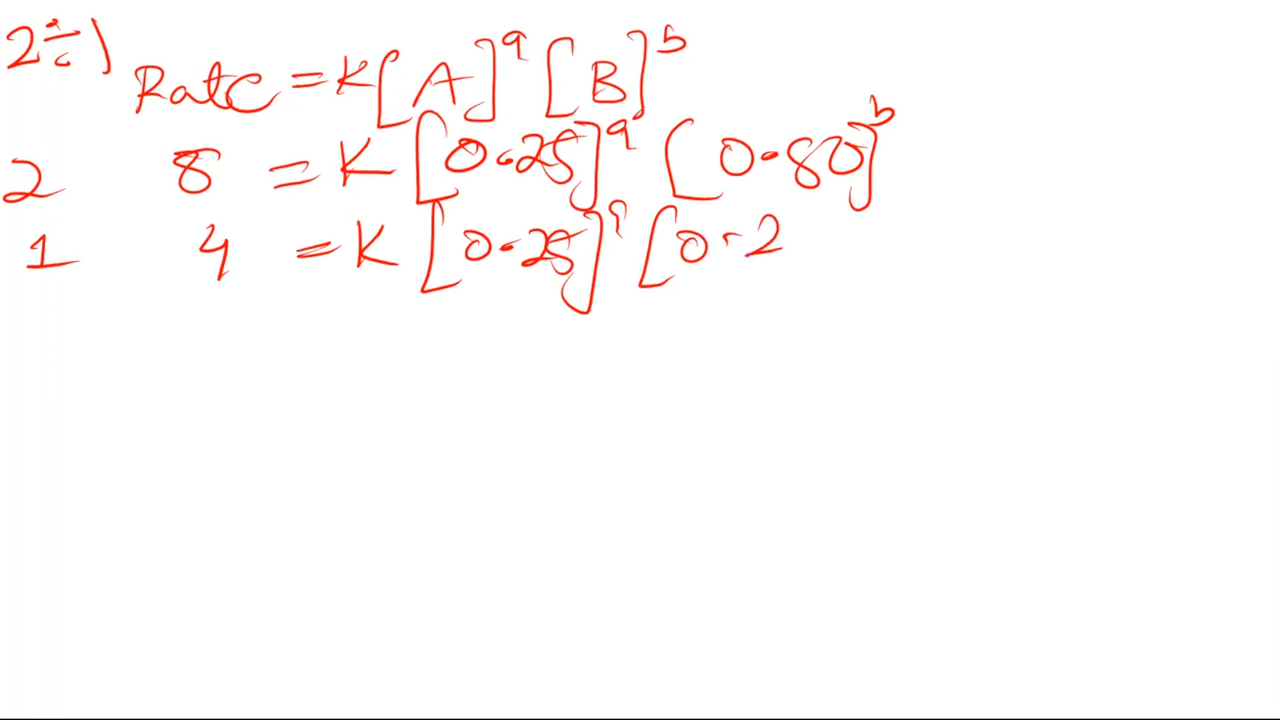 2÷)
Rate = K[A]^a [B]^b
2 8 = K[0.25]^a [0.80]^b
1 4 = K[0.25]^a [0.2